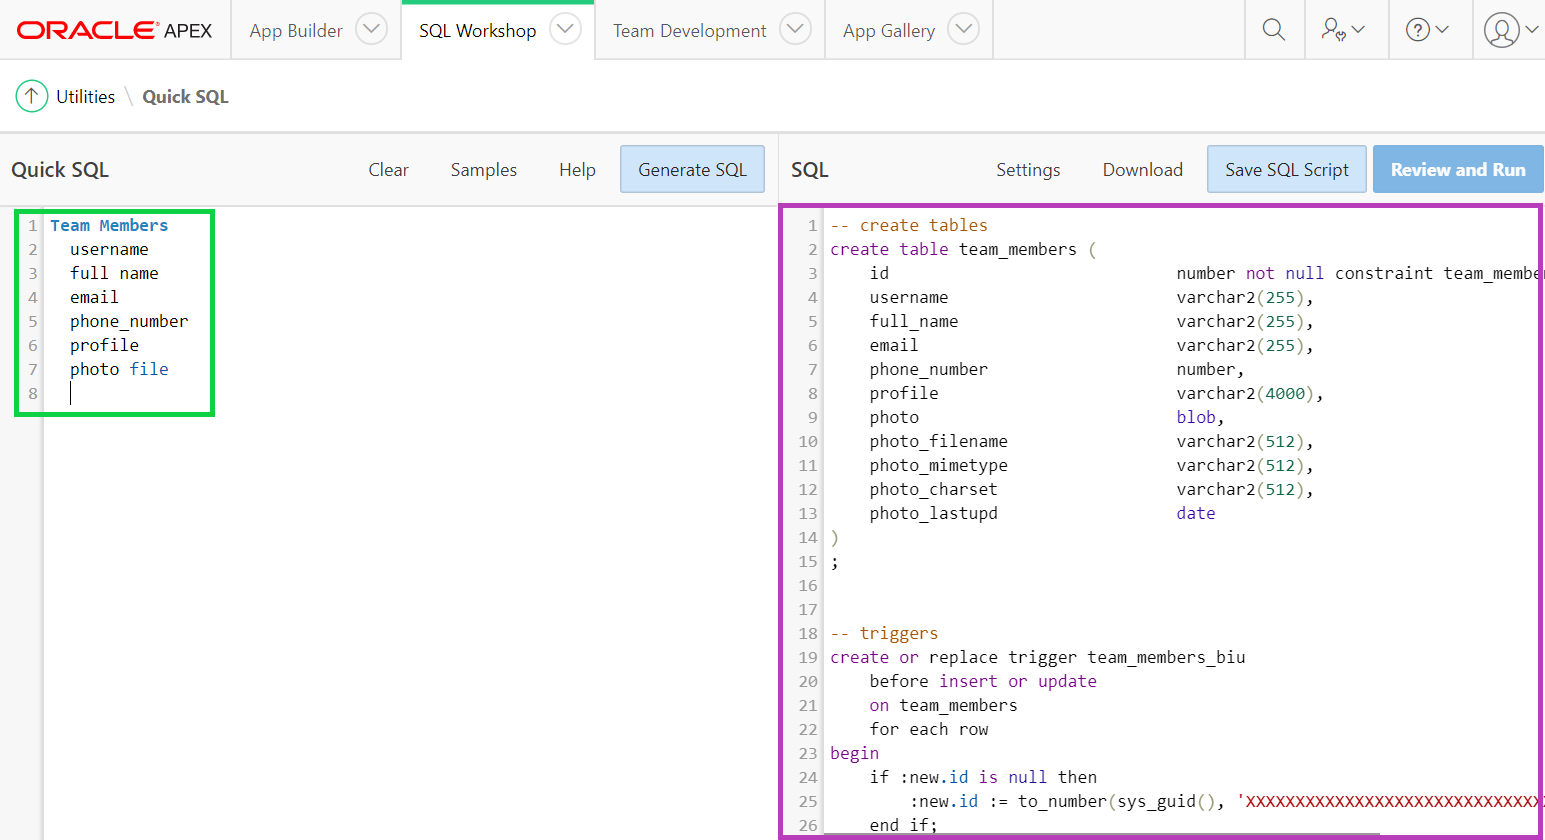 ORACLE APEX App Builder SQL Workshop Team Development App Gallery
Utilities \ Quick SQL
Quick SQL Clear Samples Help Generate SQL
1 Team Members
2 username
3 full name
4 email
5 phone_number
6 profile
7 photo file
8
SQL Settings Download Save SQL Script Review and Run
1 -- create tables
2 create table team_members (
3 id number not null constraint
4 username varchar2(255),
5 full_name varchar2(255),
6 email varchar2(255),
7 phone_number number,
8 profile varchar2(4000),
9 photo blob,
10 photo_filename varchar2(512),
11 photo_mimetype varchar2(512),
12 photo_charset varchar2(512),
13 photo_lastupd date
14 )
15 ;
16
17
18 -- triggers
19 create or replace trigger team_members_biu
20 before insert or update
21 on team_members
22 for each row
23 begin
24 if :new.id is null then
25 :new.id := to_number(sys_guid(),
26 end if;